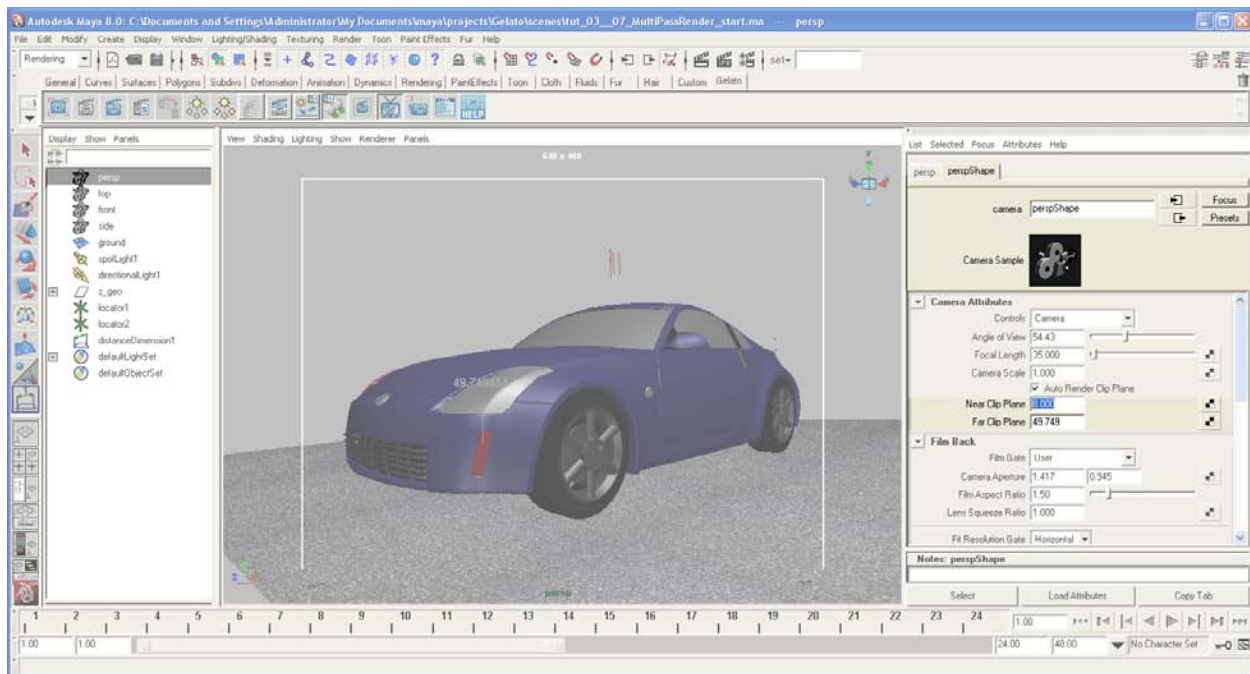 Autodesk Maya 8.0: C:\Documents and Settings\Administrator\My Documents\maya\projects\Gelato\scenes\tut_03__07_MultiPassRender_start.ma --- persp
File Edit Modify Create Display Window Lighting/Shading Texturing Render Toon Paint Effects Fur Help
Rendering
sel-
General Curves Surfaces Polygons Subdivs Deformation Animation Dynamics Rendering PaintEffects Toon Cloth Fluids Fur Hair Custom Gelato
HELP
Display Show Panels
persp
top
front
side
ground
spotLight1
directionalLight1
z_geo
locator1
locator2
distanceDimension1
defaultLightSet
defaultObjectSet
View Shading Lighting Show Renderer Panels
640 x 480
persp
List Selected Focus Attributes Help
persp perspShape
camera: perspShape
Focus
Presets
Camera Sample
Camera Attributes
Controls Camera
Angle of View 54.43
Focal Length 35.000
Camera Scale 1.000
Auto Render Clip Plane
Near Clip Plane
Far Clip Plane 49.749
Film Back
Film Gate User
Camera Aperture 1.417 0.945
Film Aspect Ratio 1.50
Lens Squeeze Ratio 1.000
Fit Resolution Gate Horizontal
Notes: perspShape
Select Load Attributes Copy Tab
1 2 3 4 5 6 7 8 9 10 11 12 13 14 15 16 17 18 19 20 21 22 23 24
1.00
1.00 1.00 24.00 48.00 No Character Set